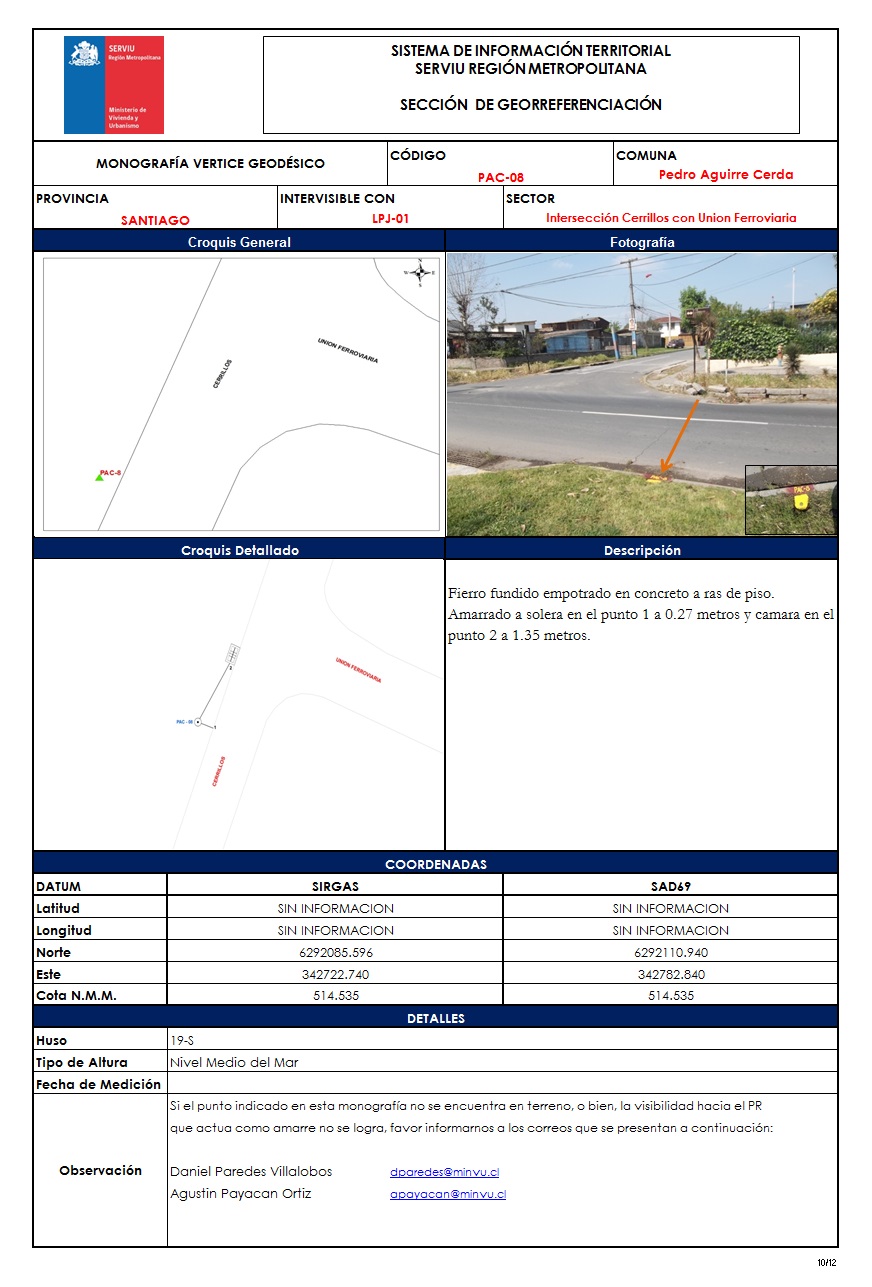 SERVIU
Región Metropolitana
Ministerio de
Vivienda y
Urbanismo
SISTEMA DE INFORMACIÓN TERRITORIAL
SERVIU REGIÓN METROPOLITANA
SECCIÓN DE GEORREFERENCIACIÓN
MONOGRAFÍA VERTICE GEODÉSICO
CÓDIGO
PAC-08
COMUNA
Pedro Aguirre Cerda
PROVINCIA
SANTIAGO
INTERVISIBLE CON
LPJ-01
SECTOR
Intersección Cerrillos con Union Ferroviaria
Croquis General
Fotografía
N
W E
S
UNION FERROVIARIA
CERRILLOS
PAC-8
PAC-8
Croquis Detallado
Descripción
2
UNION FERROVIARIA
PAC - 08
1
CERRILLOS
Fierro fundido empotrado en concreto a ras de piso.
Amarrado a solera en el punto 1 a 0.27 metros y camara en el
punto 2 a 1.35 metros.
COORDENADAS
DATUM SIRGAS SAD69
Latitud SIN INFORMACION SIN INFORMACION
Longitud SIN INFORMACION SIN INFORMACION
Norte 6292085.596 6292110.940
Este 342722.740 342782.840
Cota N.M.M. 514.535 514.535
DETALLES
Huso 19-S
Tipo de Altura Nivel Medio del Mar
Fecha de Medición
Observación
Si el punto indicado en esta monografía no se encuentra en terreno, o bien, la visibilidad hacia el PR
que actua como amarre no se logra, favor informarnos a los correos que se presentan a continuación:
Daniel Paredes Villalobos dparedes@minvu.cl
Agustin Payacan Ortiz apayacan@minvu.cl
10/12